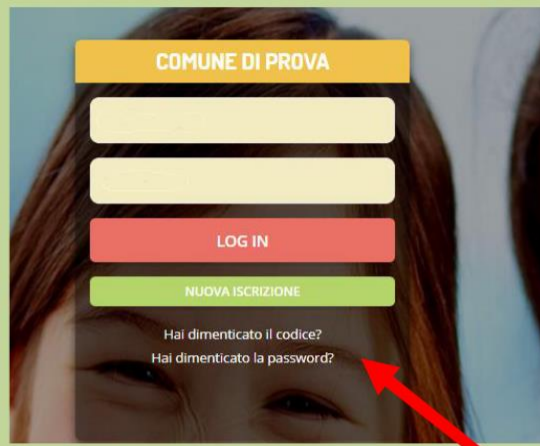 COMUNE DI PROVA
LOG IN
NUOVA ISCRIZIONE
Hai dimenticato il codice?
Hai dimenticato la password?